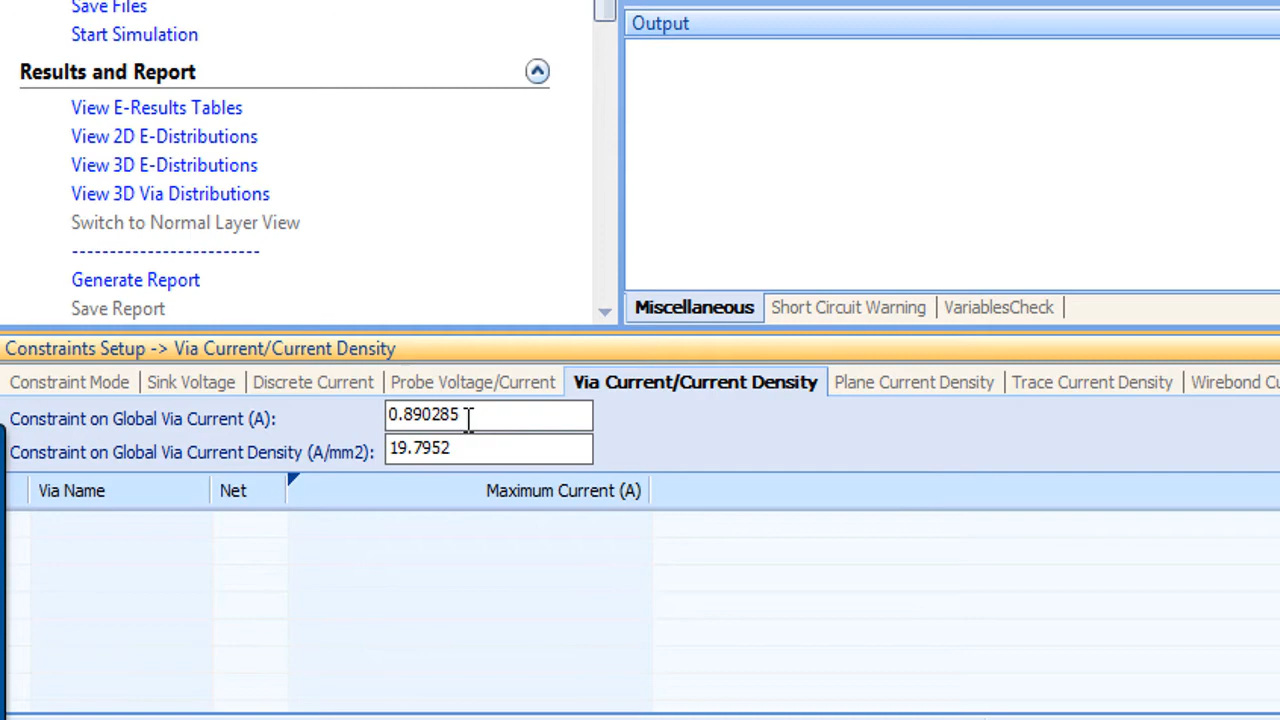 Save Files
Start Simulation
Results and Report
View E-Results Tables
View 2D E-Distributions
View 3D E-Distributions
View 3D Via Distributions
Switch to Normal Layer View
-------------------------
Generate Report
Save Report
Output
Miscellaneous Short Circuit Warning VariablesCheck
Constraints Setup -> Via Current/Current Density
Constraint Mode Sink Voltage Discrete Current Probe Voltage/Current Via Current/Current Density Plane Current Density Trace Current Density Wirebond Cu
Constraint on Global Via Current (A): 0.890285
Constraint on Global Via Current Density (A/mm2): 19.7952
Via Name Net Maximum Current (A)